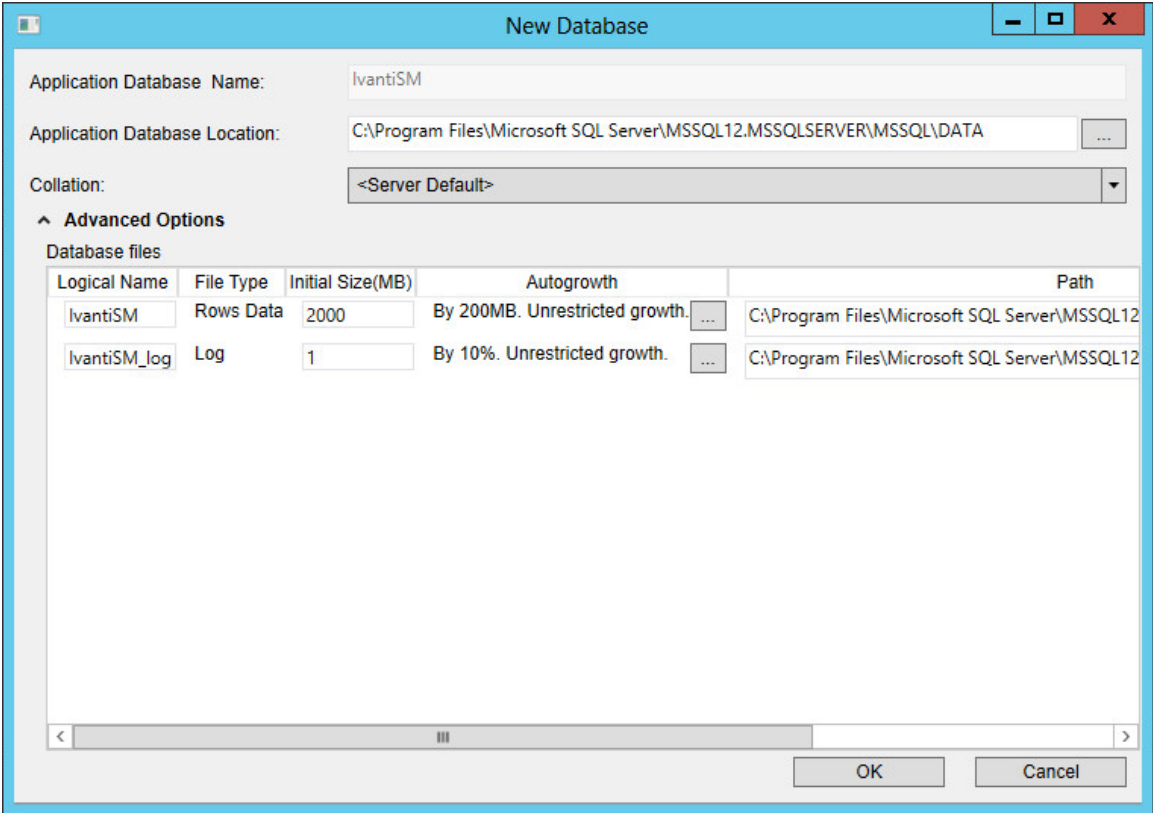 New Database
Application Database Name: IvantiSM
Application Database Location: C:\Program Files\Microsoft SQL Server\MSSQL12.MSSQLSERVER\MSSQL\DATA ...
Collation: <Server Default>
Advanced Options
Database files
Logical Name File Type Initial Size(MB) Autogrowth Path
IvantiSM Rows Data 2000 By 200MB. Unrestricted growth. ... C:\Program Files\Microsoft SQL Server\MSSQL12
IvantiSM_log Log 1 By 10%. Unrestricted growth. ... C:\Program Files\Microsoft SQL Server\MSSQL12
OK Cancel